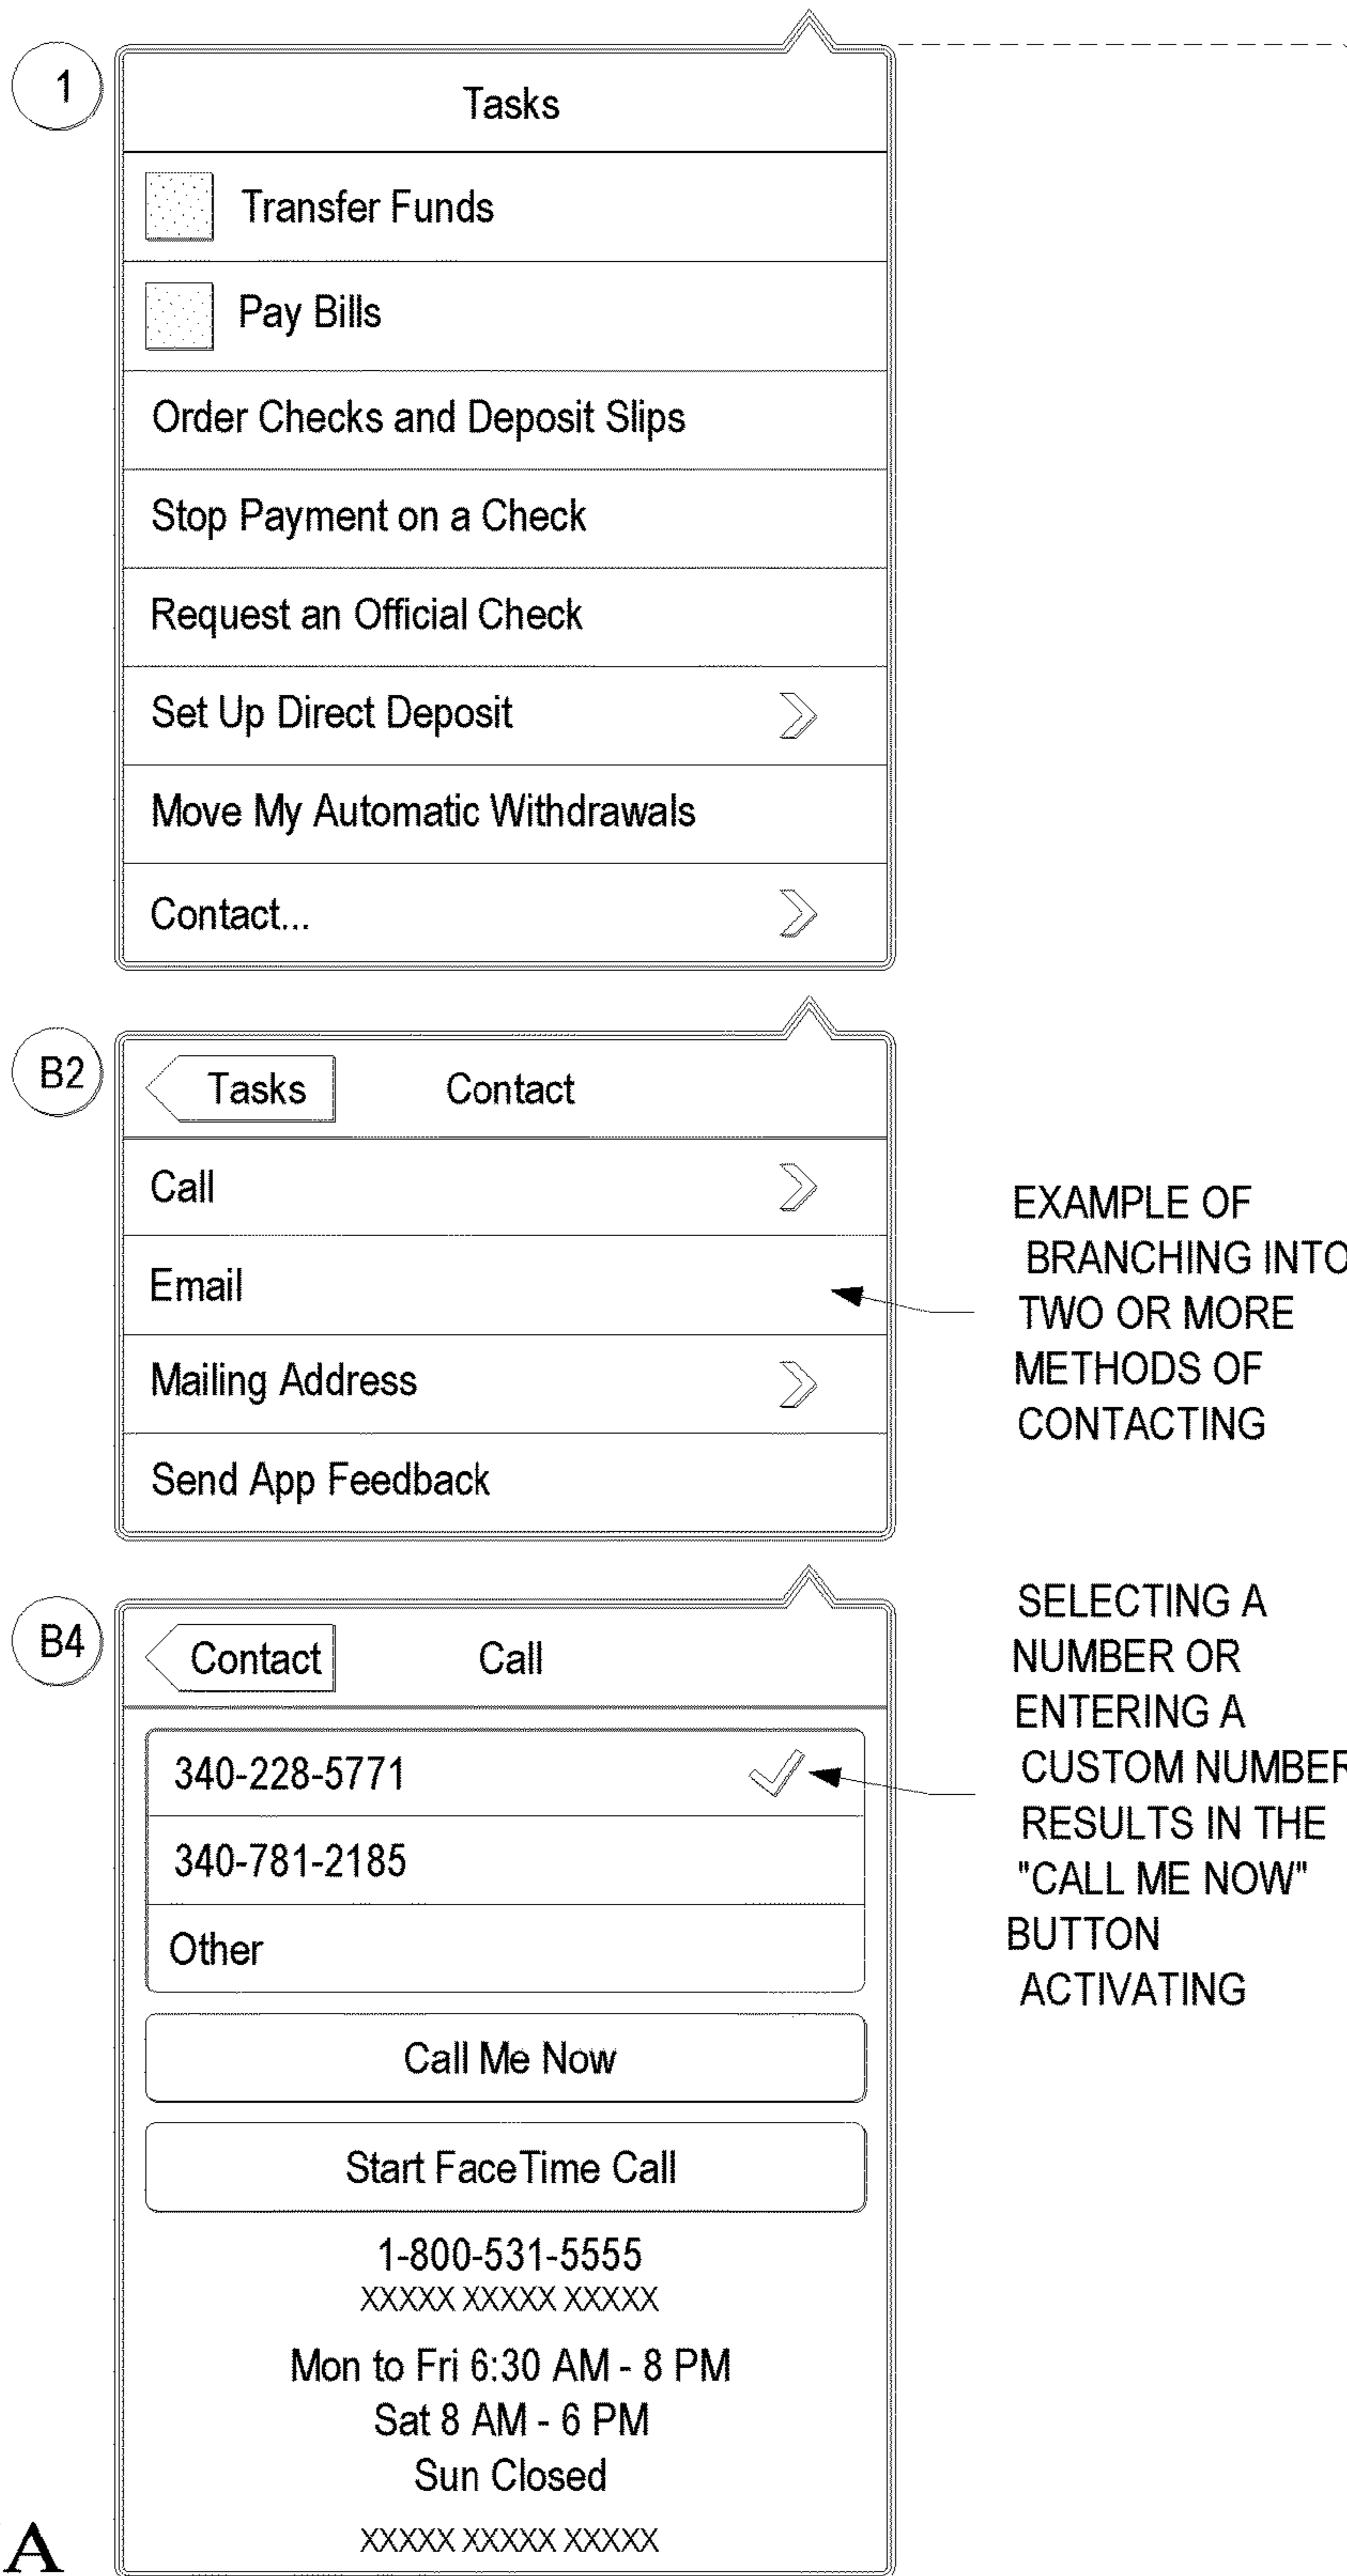 1
Tasks
Transfer Funds
Pay Bills
Order Checks and Deposit Slips
Stop Payment on a Check
Request an Official Check
Set Up Direct Deposit
Move My Automatic Withdrawals
Contact...
B2
Tasks
Contact
Call
Email
Mailing Address
Send App Feedback
EXAMPLE OF
BRANCHING INTO
TWO OR MORE
METHODS OF
CONTACTING
B4
Contact
Call
340-228-5771
340-781-2185
Other
Call Me Now
Start FaceTime Call
1-800-531-5555
XXXXX XXXXX XXXXX
Mon to Fri 6:30 AM - 8 PM
Sat 8 AM - 6 PM
Sun Closed
XXXXX XXXXX XXXXX
SELECTING A
NUMBER OR
ENTERING A
CUSTOM NUMBER
RESULTS IN THE
"CALL ME NOW"
BUTTON
ACTIVATING
A